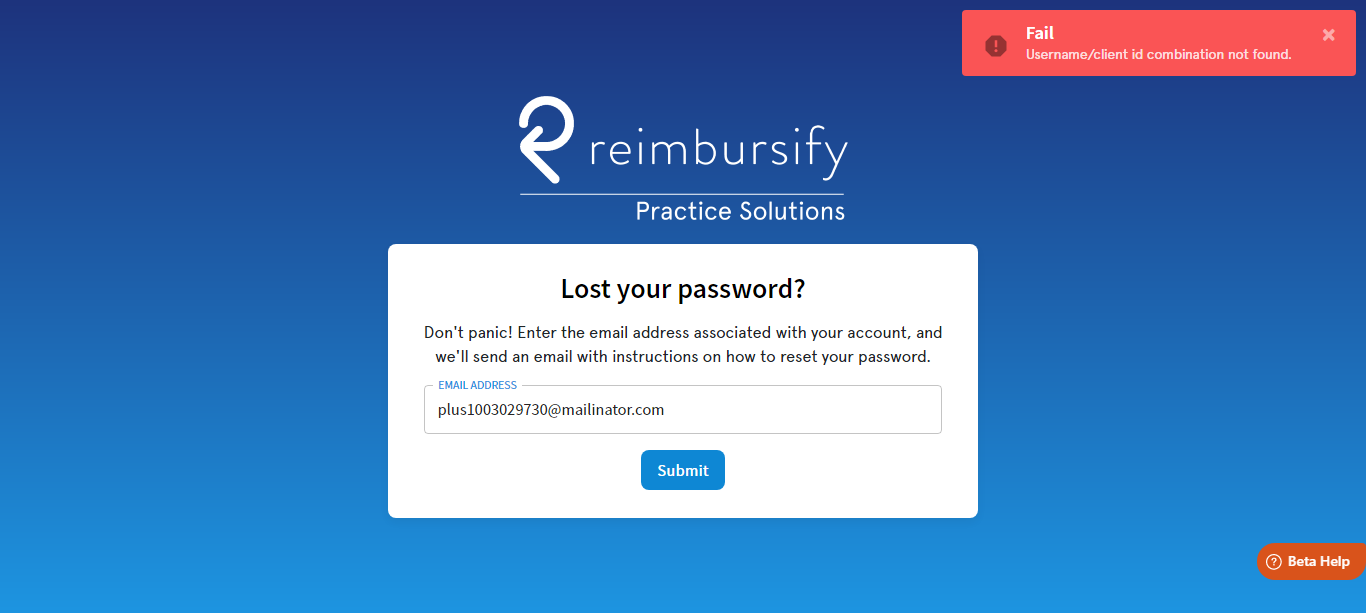 Fail
Username/client id combination not found.
reimbursify
Practice Solutions
Lost your password?
Don't panic! Enter the email address associated with your account, and
we'll send an email with instructions on how to reset your password.
EMAIL ADDRESS
plus1003029730@mailinator.com
Submit
Beta Help